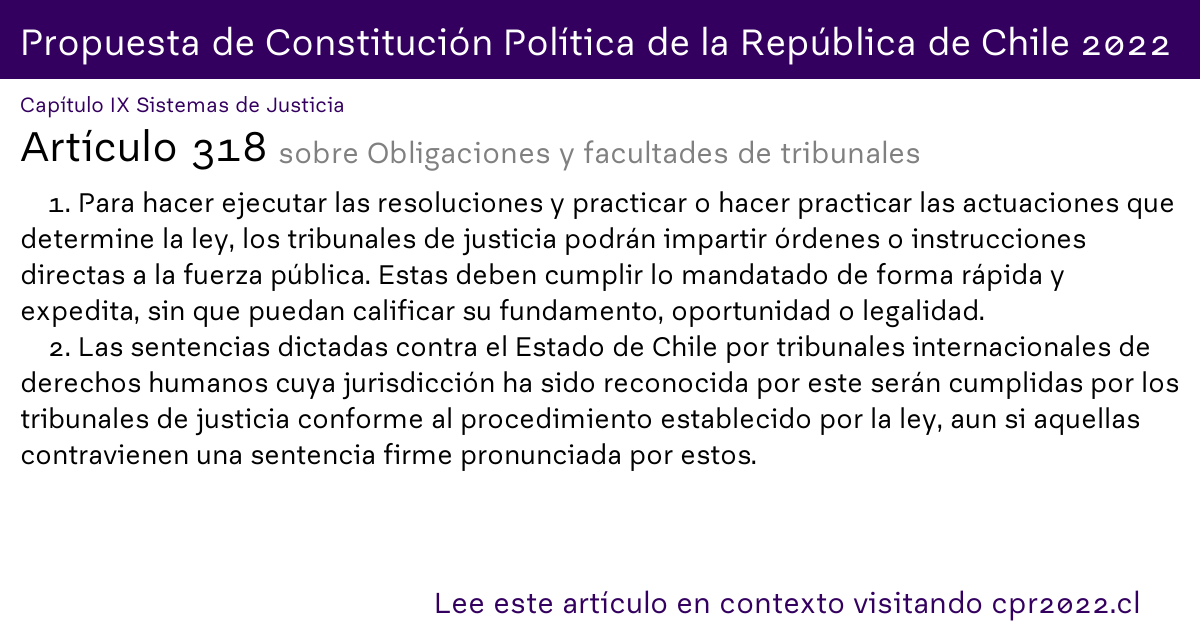 Propuesta de Constitución Política de la República de Chile 2022
Capítulo IX Sistemas de Justicia
Artículo 318 sobre Obligaciones y facultades de tribunales
1. Para hacer ejecutar las resoluciones y practicar o hacer practicar las actuaciones que
determine la ley, los tribunales de justicia podrán impartir órdenes o instrucciones
directas a la fuerza pública. Estas deben cumplir lo mandatado de forma rápida y
expedita, sin que puedan calificar su fundamento, oportunidad o legalidad.
2. Las sentencias dictadas contra el Estado de Chile por tribunales internacionales de
derechos humanos cuya jurisdicción ha sido reconocida por este serán cumplidas por los
tribunales de justicia conforme al procedimiento establecido por la ley, aun si aquellas
contravienen una sentencia firme pronunciada por estos.
Lee este artículo en contexto visitando cpr2022.cl